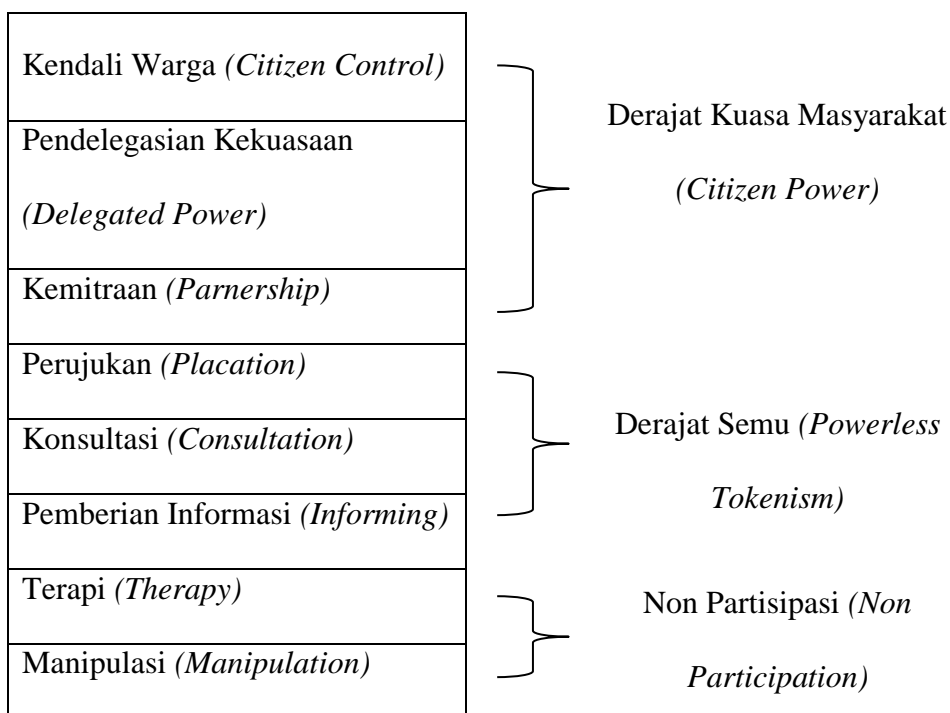 Kendali Warga (Citizen Control)
Pendelegasian Kekuasaan
(Delegated Power)
Kemitraan (Parnership)
Derajat Kuasa Masyarakat
(Citizen Power)
Perujukan (Placation)
Konsultasi (Consultation)
Pemberian Informasi (Informing)
Derajat Semu (Powerless
Tokenism)
Terapi (Therapy)
Manipulasi (Manipulation)
Non Partisipasi (Non
Participation)